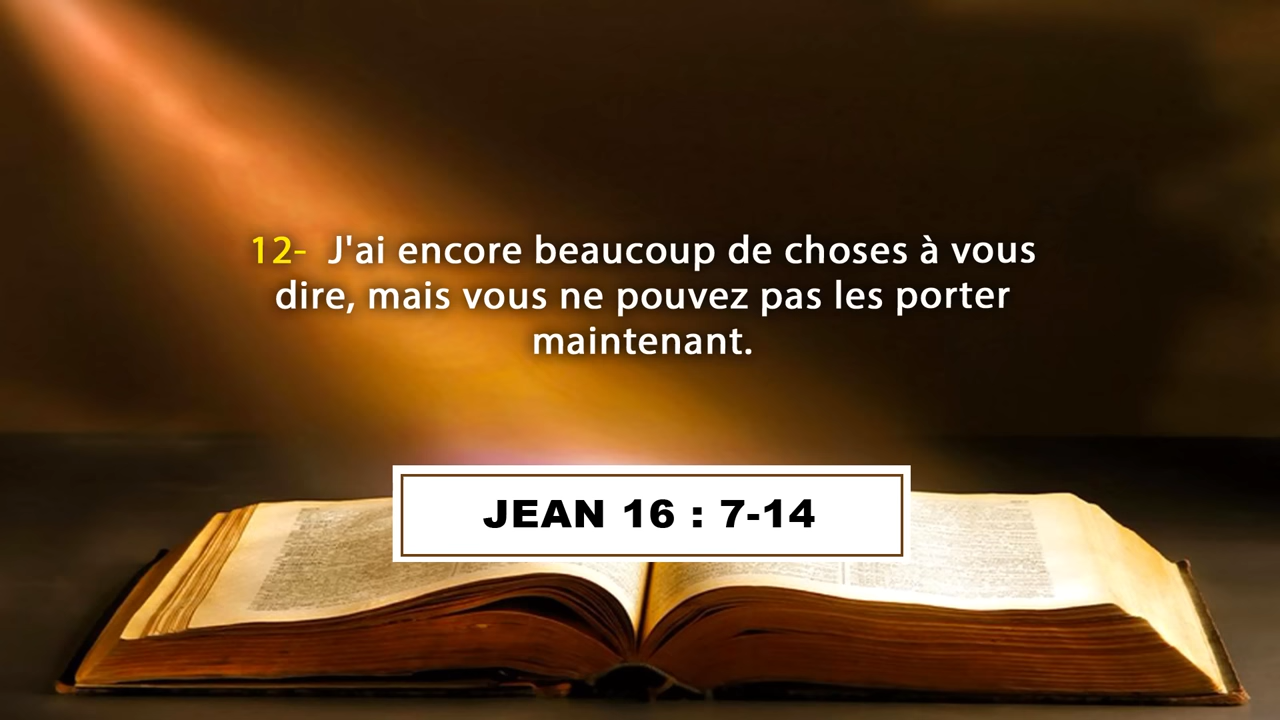 12- J'ai encore beaucoup de choses à vous
dire, mais vous ne pouvez pas les porter
maintenant.
JEAN 16 : 7-14